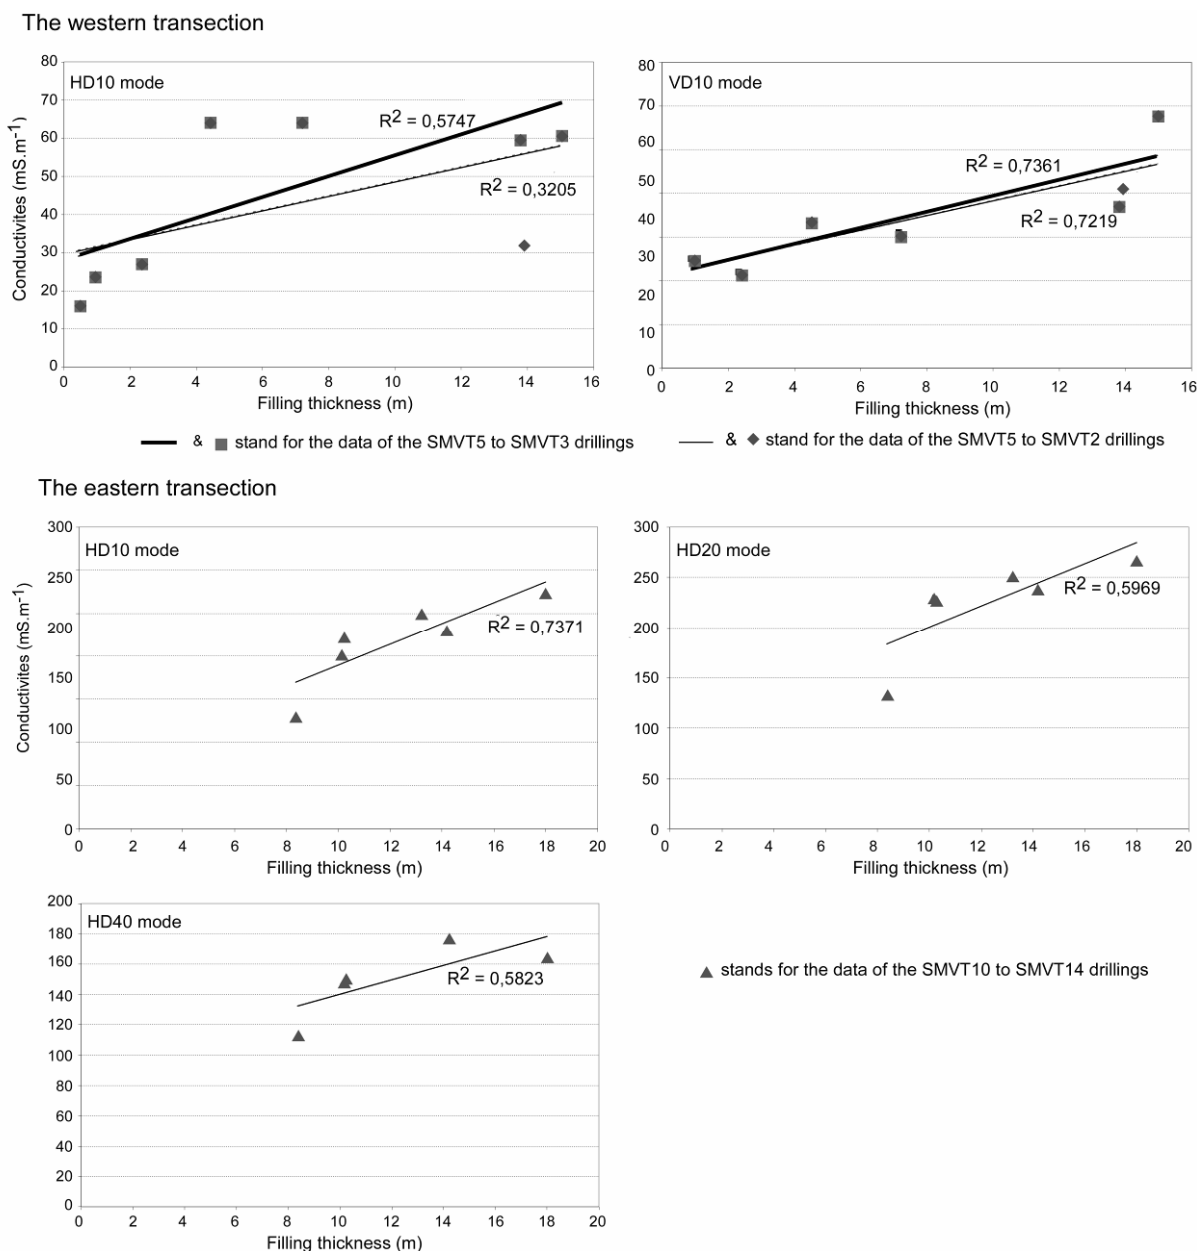 The western transection
80
70
60
50
40
30
20
10
0
Conductivites (mS.m-1)
HD10 mode
R2 = 0,5747
R2 = 0,3205
0 2 4 6 8 10 12 14 16
Filling thickness (m)
80
70
60
50
40
30
20
10
0
VD10 mode
R2 = 0,7361
R2 = 0,7219
0 2 4 6 8 10 12 14 16
Filling thickness (m)
& stand for the data of the SMVT5 to SMVT3 drillings
& stand for the data of the SMVT5 to SMVT2 drillings
The eastern transection
300
250
200
150
100
50
0
Conductivites (mS.m-1)
HD10 mode
R2 = 0,7371
0 2 4 6 8 10 12 14 16 18 20
Filling thickness (m)
300
250
200
150
100
50
0
HD20 mode
R2 = 0,5969
0 2 4 6 8 10 12 14 16 18 20
Filling thickness (m)
200
180
160
140
120
100
80
60
40
20
0
HD40 mode
R2 = 0,5823
0 2 4 6 8 10 12 14 16 18 20
Filling thickness (m)
stands for the data of the SMVT10 to SMVT14 drillings